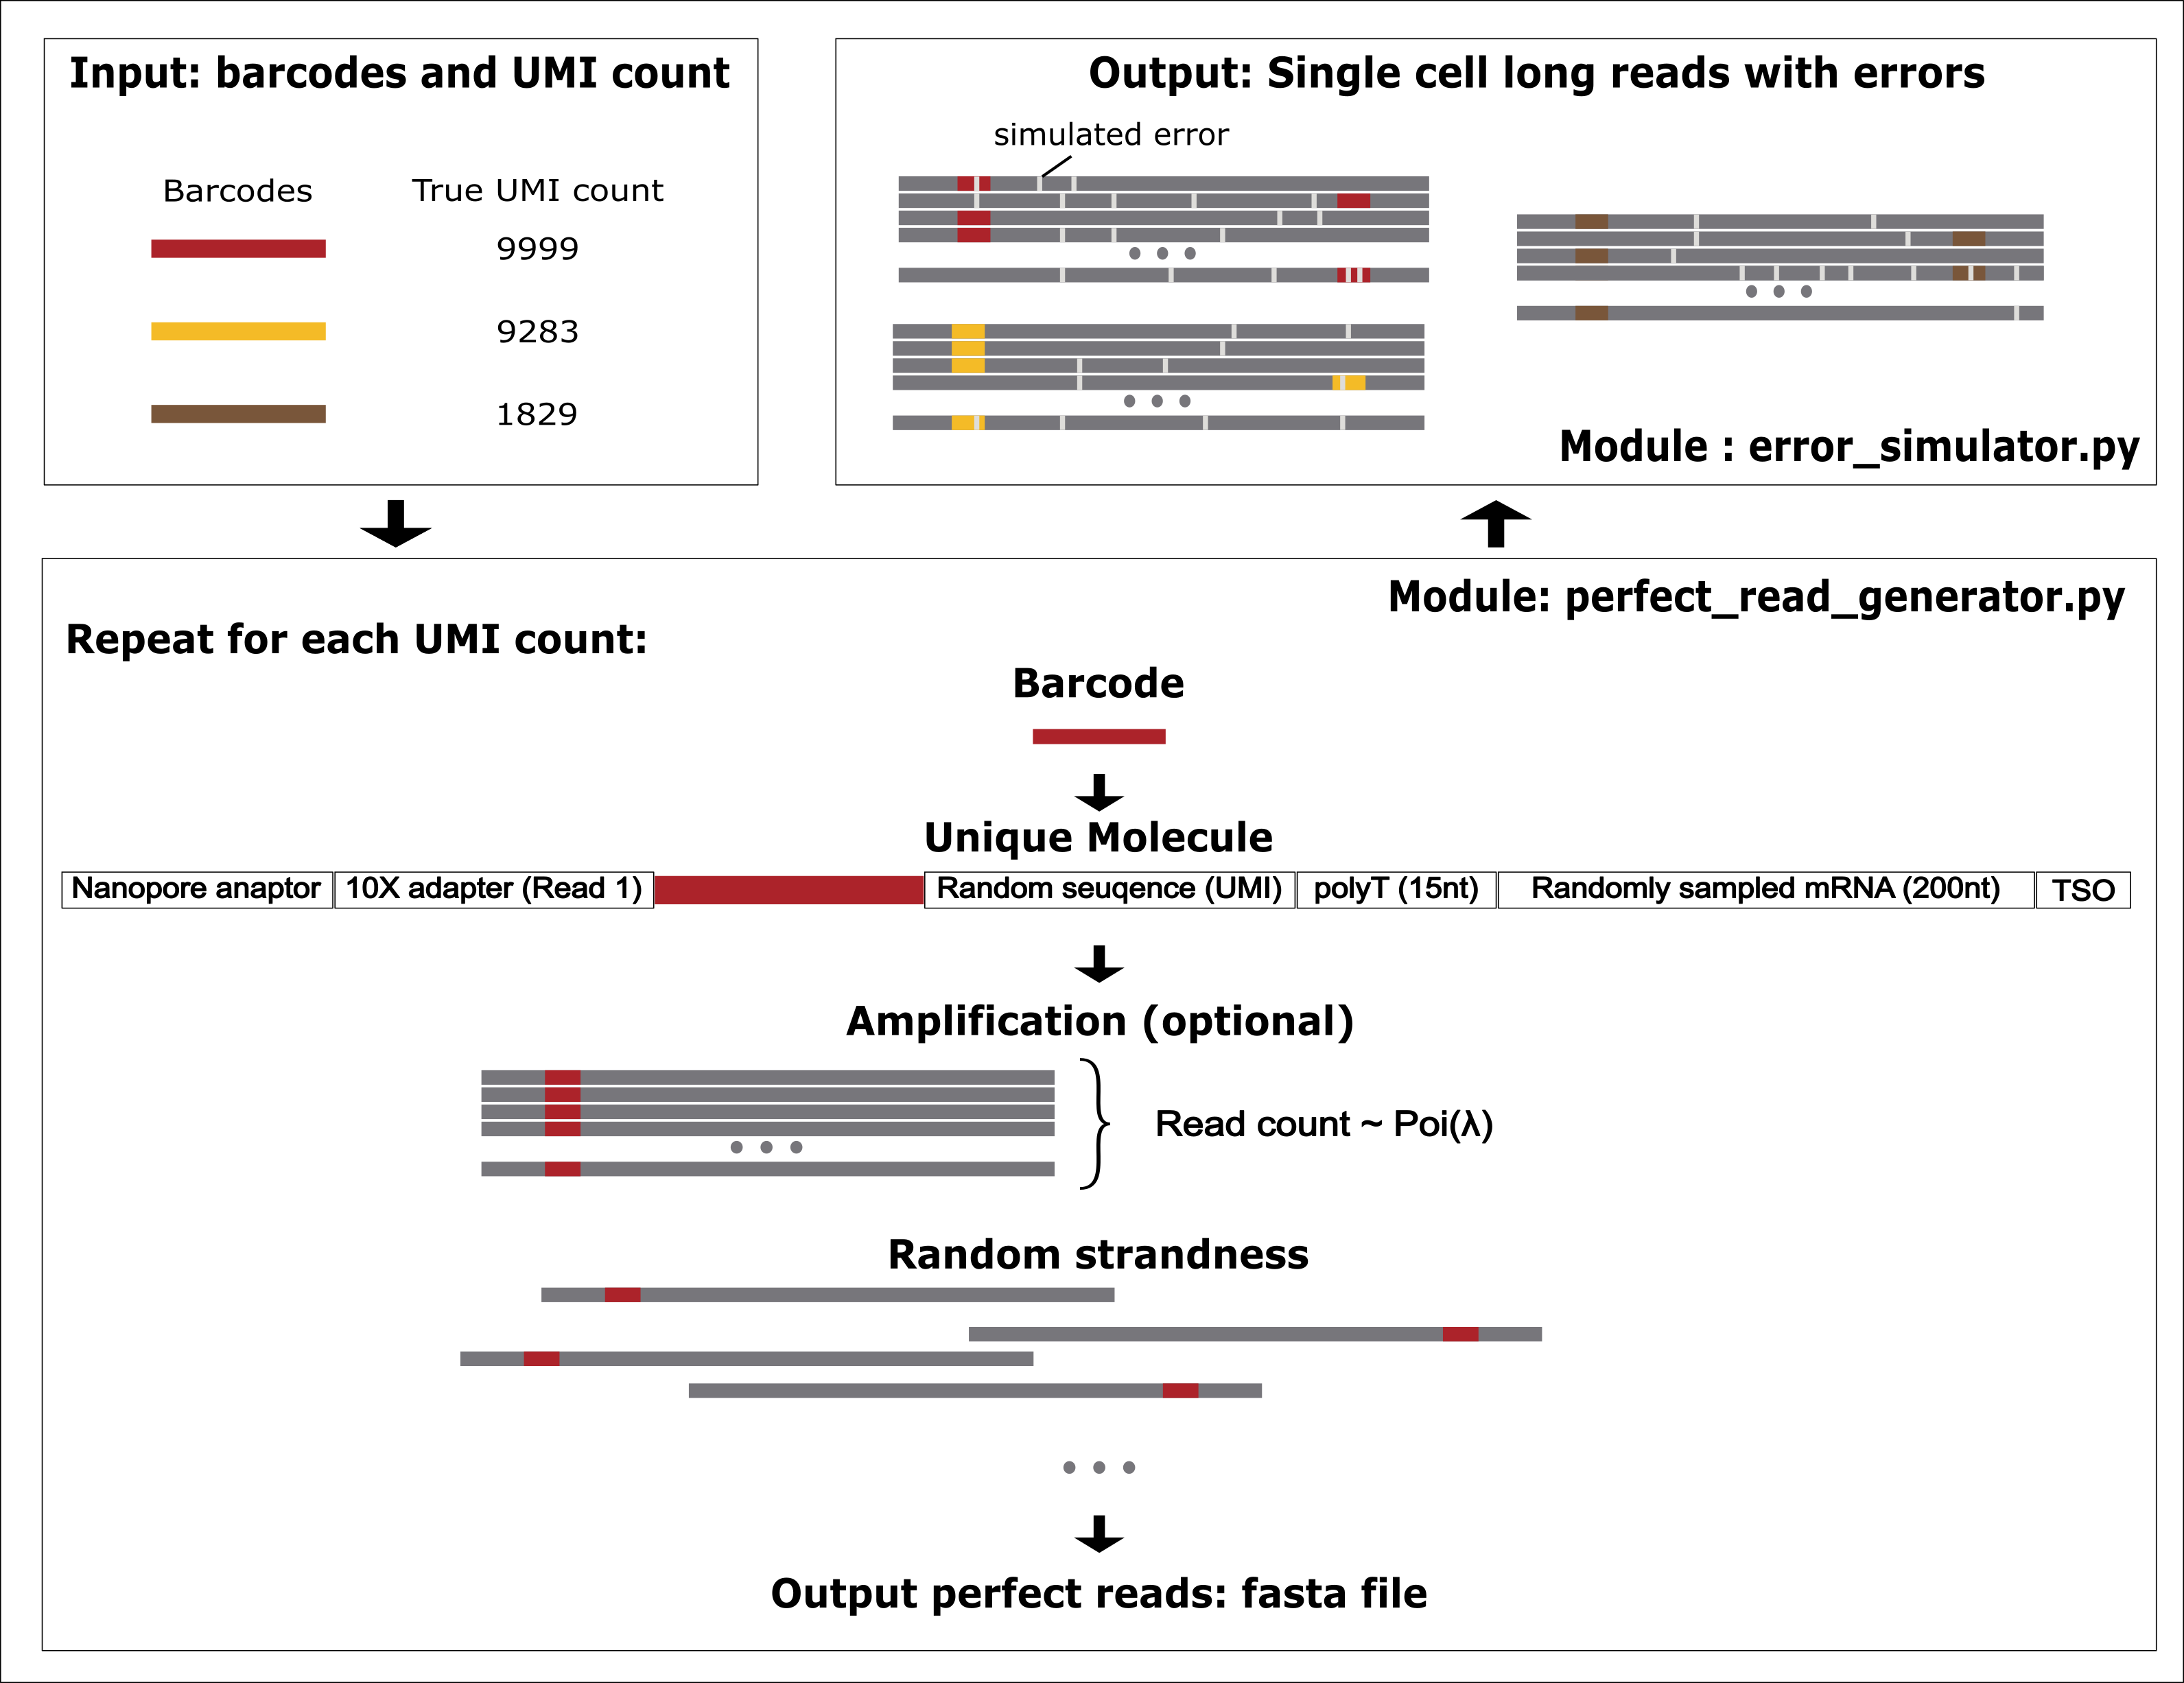 Input: barcodes and UMI count
Barcodes True UMI count
9999
9283
1829
Output: Single cell long reads with errors
simulated error
Module : error_simulator.py
Module: perfect_read_generator.py
Repeat for each UMI count:
Barcode
Unique Molecule
Nanopore anaptor 10X adapter (Read 1) Random seuqence (UMI) polyT (15nt) Randomly sampled mRNA (200nt) TSO
Amplification (optional)
Read count ~ Poi(λ)
Random strandness
Output perfect reads: fasta file